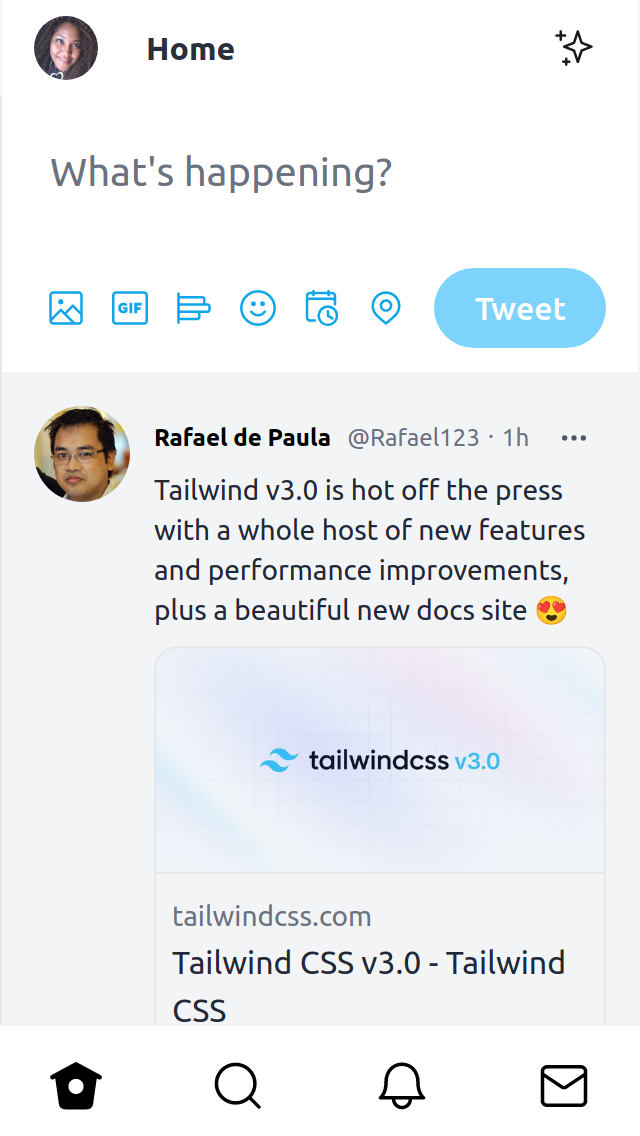 Home
What's happening?
GIF
Tweet
Rafael de Paula @Rafael123 · 1h
Tailwind v3.0 is hot off the press
with a whole host of new features
and performance improvements,
plus a beautiful new docs site 😍
tailwindcss v3.0
tailwindcss.com
Tailwind CSS v3.0 - Tailwind
CSS